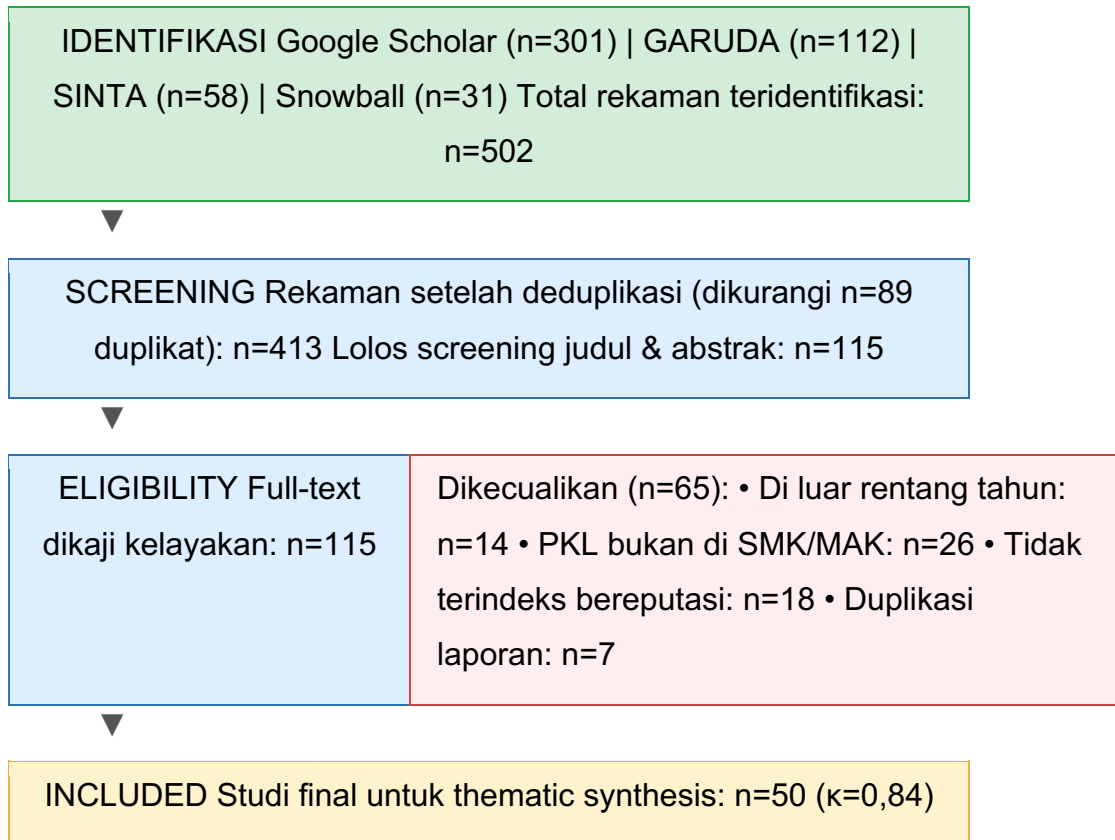 IDENTIFIKASI Google Scholar (n=301) | GARUDA (n=112) |
SINTA (n=58) | Snowball (n=31) Total rekaman teridentifikasi:
n=502
SCREENING Rekaman setelah deduplikasi (dikurangi n=89
duplikat): n=413 Lolos screening judul & abstrak: n=115
ELIGIBILITY Full-text
dikaji kelayakan: n=115
Dikecualikan (n=65): • Di luar rentang tahun:
n=14 • PKL bukan di SMK/MAK: n=26 • Tidak
terindeks bereputasi: n=18 • Duplikasi
laporan: n=7
INCLUDED Studi final untuk thematic synthesis: n=50 (κ=0,84)